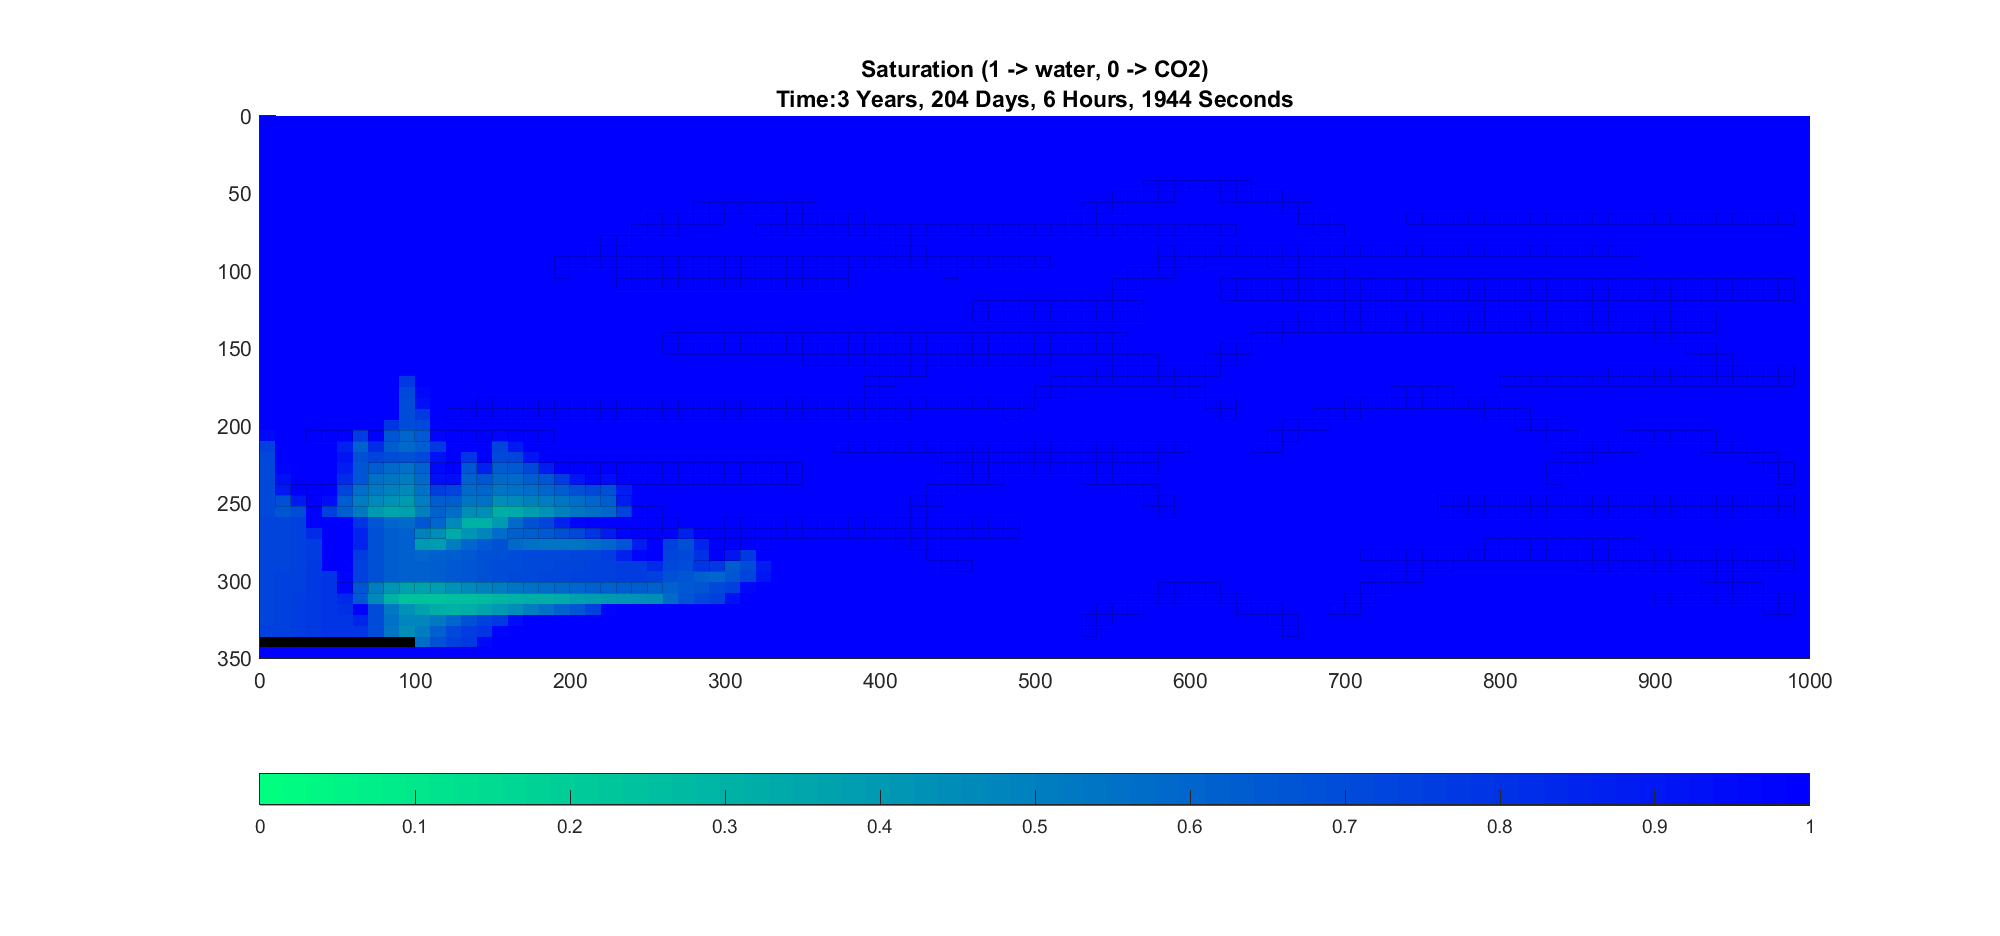 Saturation (1 -> water, 0 -> CO2)
Time:3 Years, 204 Days, 6 Hours, 1944 Seconds
0
50
100
150
200
250
300
350
0 100 200 300 400 500 600 700 800 900 1000
0 0.1 0.2 0.3 0.4 0.5 0.6 0.7 0.8 0.9 1